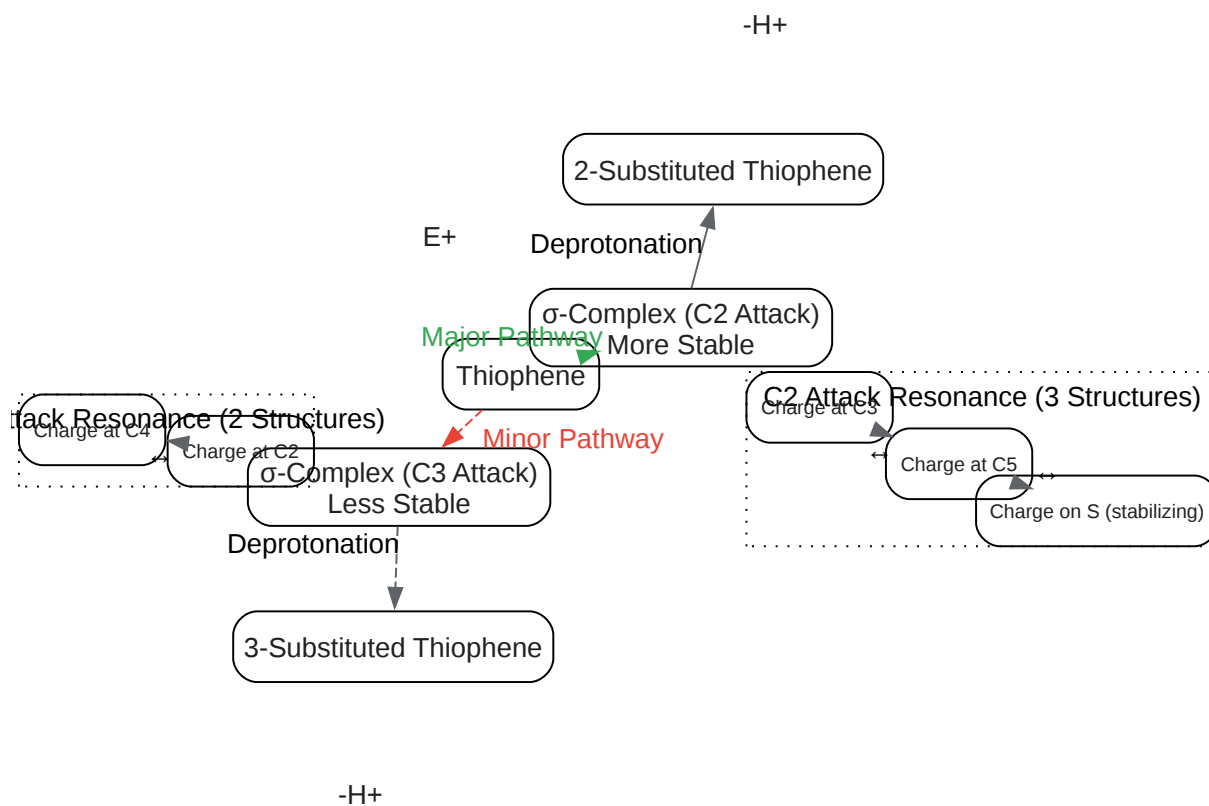 -H+
2-Substituted Thiophene
E+
Deprotonation
σ-Complex (C2 Attack)
More Stable
Major Pathway
Thiophene
C2 Attack Resonance (3 Structures)
Charge at C3
Attack Resonance (2 Structures)
Charge at C4
↔
Charge at C2
Minor Pathway
↔
Charge at C5
↔
σ-Complex (C3 Attack)
Less Stable
Charge on S (stabilizing)
Deprotonation
3-Substituted Thiophene
-H+